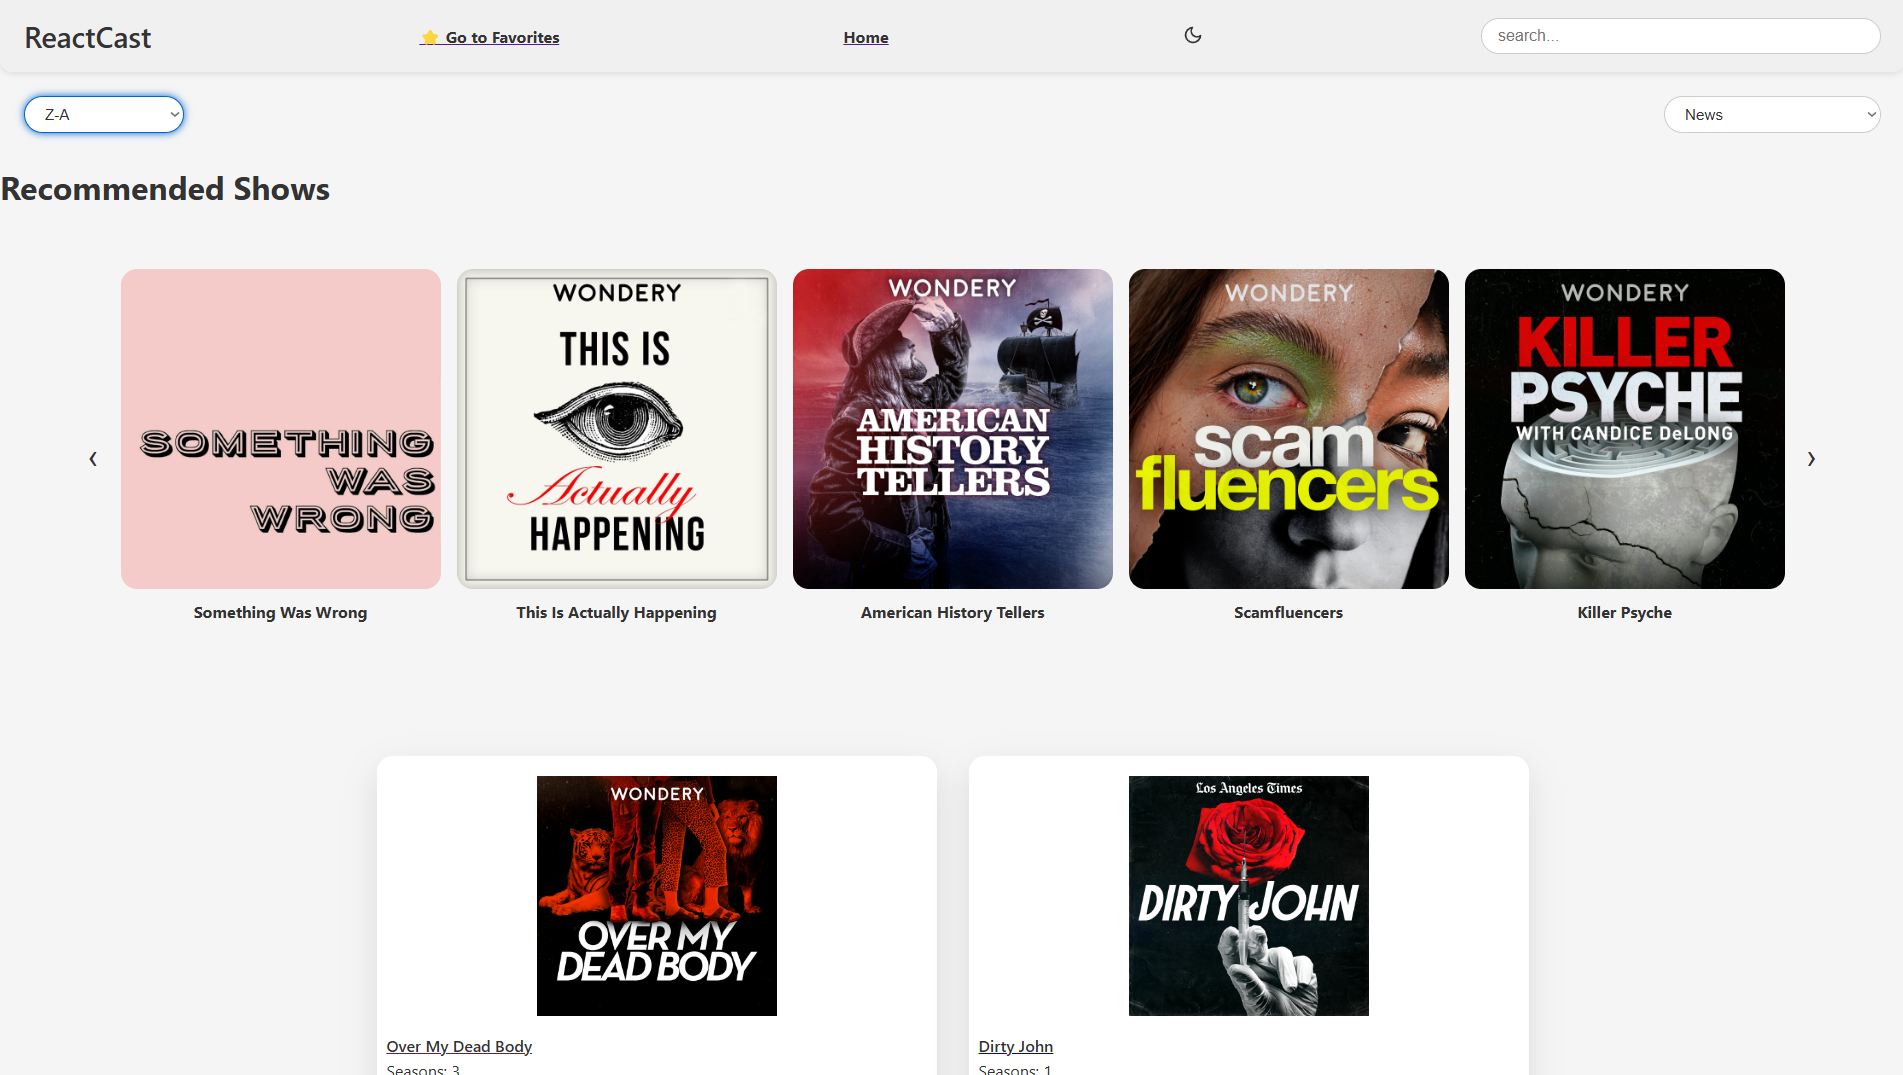 ReactCast
⭐ Go to Favorites
Home
search...
Z-A
News
Recommended Shows
SOMETHING
WAS
WRONG
WONDERY
THIS IS
Actually
HAPPENING
WONDERY
AMERICAN
HISTORY
TELLERS
WONDERY
scam
fluencers
WONDERY
KILLER
PSYCHE
WITH CANDICE DeLONG
‹
›
Something Was Wrong
This Is Actually Happening
American History Tellers
Scamfluencers
Killer Psyche
WONDERY
OVER MY
DEAD BODY
Los Angeles Times
DIRTY JOHN
Over My Dead Body
Seasons: 3
Dirty John
Seasons: 1